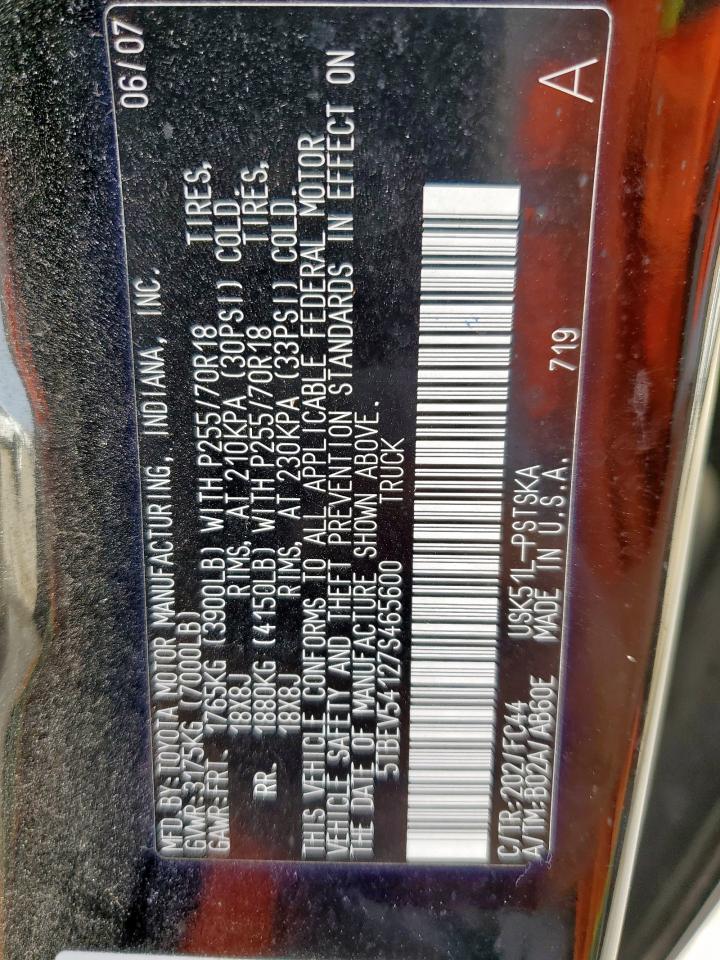 MFD.BY:TOYOTA MOTOR MANUFACTURING, INDIANA, INC. 06/07
GVWR:3175KG (7000LB)
GAWR:FRT. 1765KG (3900LB) WITH P255/70R18 TIRES,
18X8J RIMS, AT 210KPA (30PSI) COLD.
RR. 1880KG (4150LB) WITH P255/70R18 TIRES,
18X8J RIMS, AT 230KPA (33PSI) COLD.
THIS VEHICLE CONFORMS TO ALL APPLICABLE FEDERAL MOTOR
VEHICLE SAFETY AND THEFT PREVENTION STANDARDS IN EFFECT ON
THE DATE OF MANUFACTURE SHOWN ABOVE.
5TBEV54127S465600 TRUCK
C/TR:202/FC44 USK51L-PSTSKA
A/TM:B02A/AB60E MADE IN U.S.A. 719 A